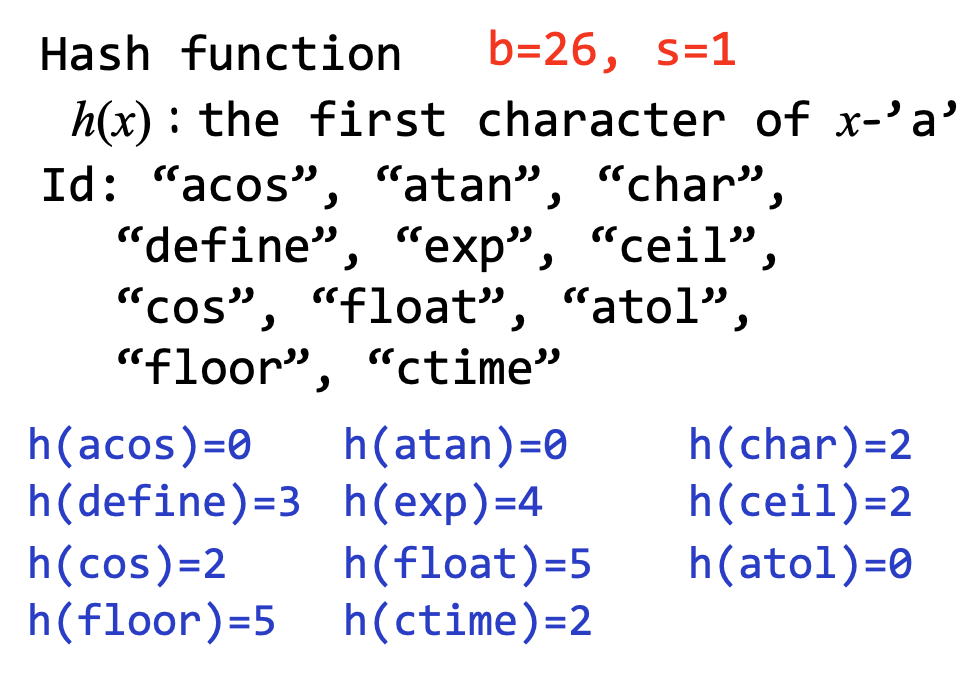 Hash function b=26, s=1
h(x):the first character of x-’a’
Id: “acos”, “atan”, “char”,
“define”, “exp”, “ceil”,
“cos”, “float”, “atol”,
“floor”, “ctime”
h(acos)=0 h(atan)=0 h(char)=2
h(define)=3 h(exp)=4 h(ceil)=2
h(cos)=2 h(float)=5 h(atol)=0
h(floor)=5 h(ctime)=2